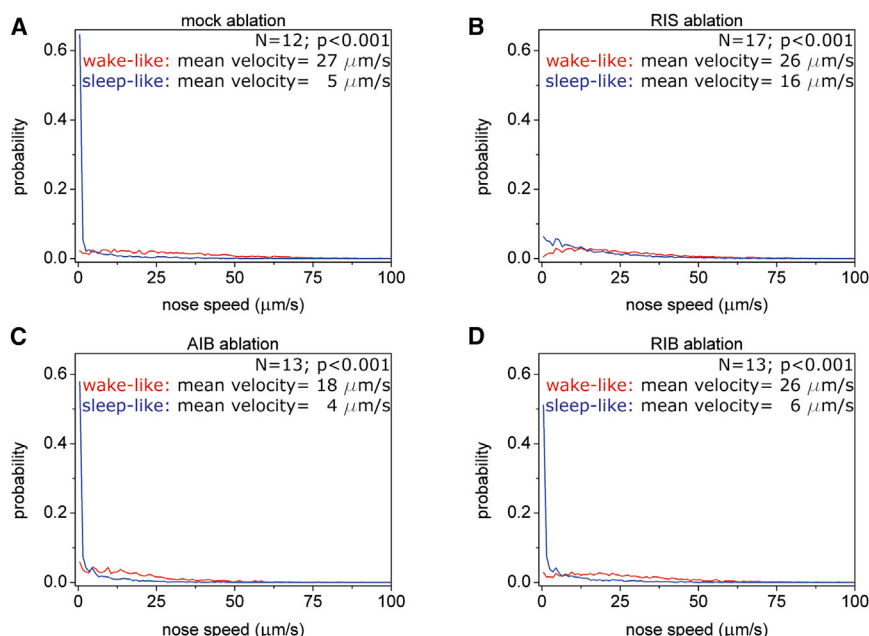 A
mock ablation
N=12; p<0.001
wake-like: mean velocity= 27 μm/s
sleep-like: mean velocity= 5 μm/s
probability
0.6
0.4
0.2
0.0
0 25 50 75 100
nose speed (μm/s)
B
RIS ablation
N=17; p<0.001
wake-like: mean velocity= 26 μm/s
sleep-like: mean velocity= 16 μm/s
probability
0.6
0.4
0.2
0.0
0 25 50 75 100
nose speed (μm/s)
C
AIB ablation
N=13; p<0.001
wake-like: mean velocity= 18 μm/s
sleep-like: mean velocity= 4 μm/s
probability
0.6
0.4
0.2
0.0
0 25 50 75 100
nose speed (μm/s)
D
RIB ablation
N=13; p<0.001
wake-like: mean velocity= 26 μm/s
sleep-like: mean velocity= 6 μm/s
probability
0.6
0.4
0.2
0.0
0 25 50 75 100
nose speed (μm/s)